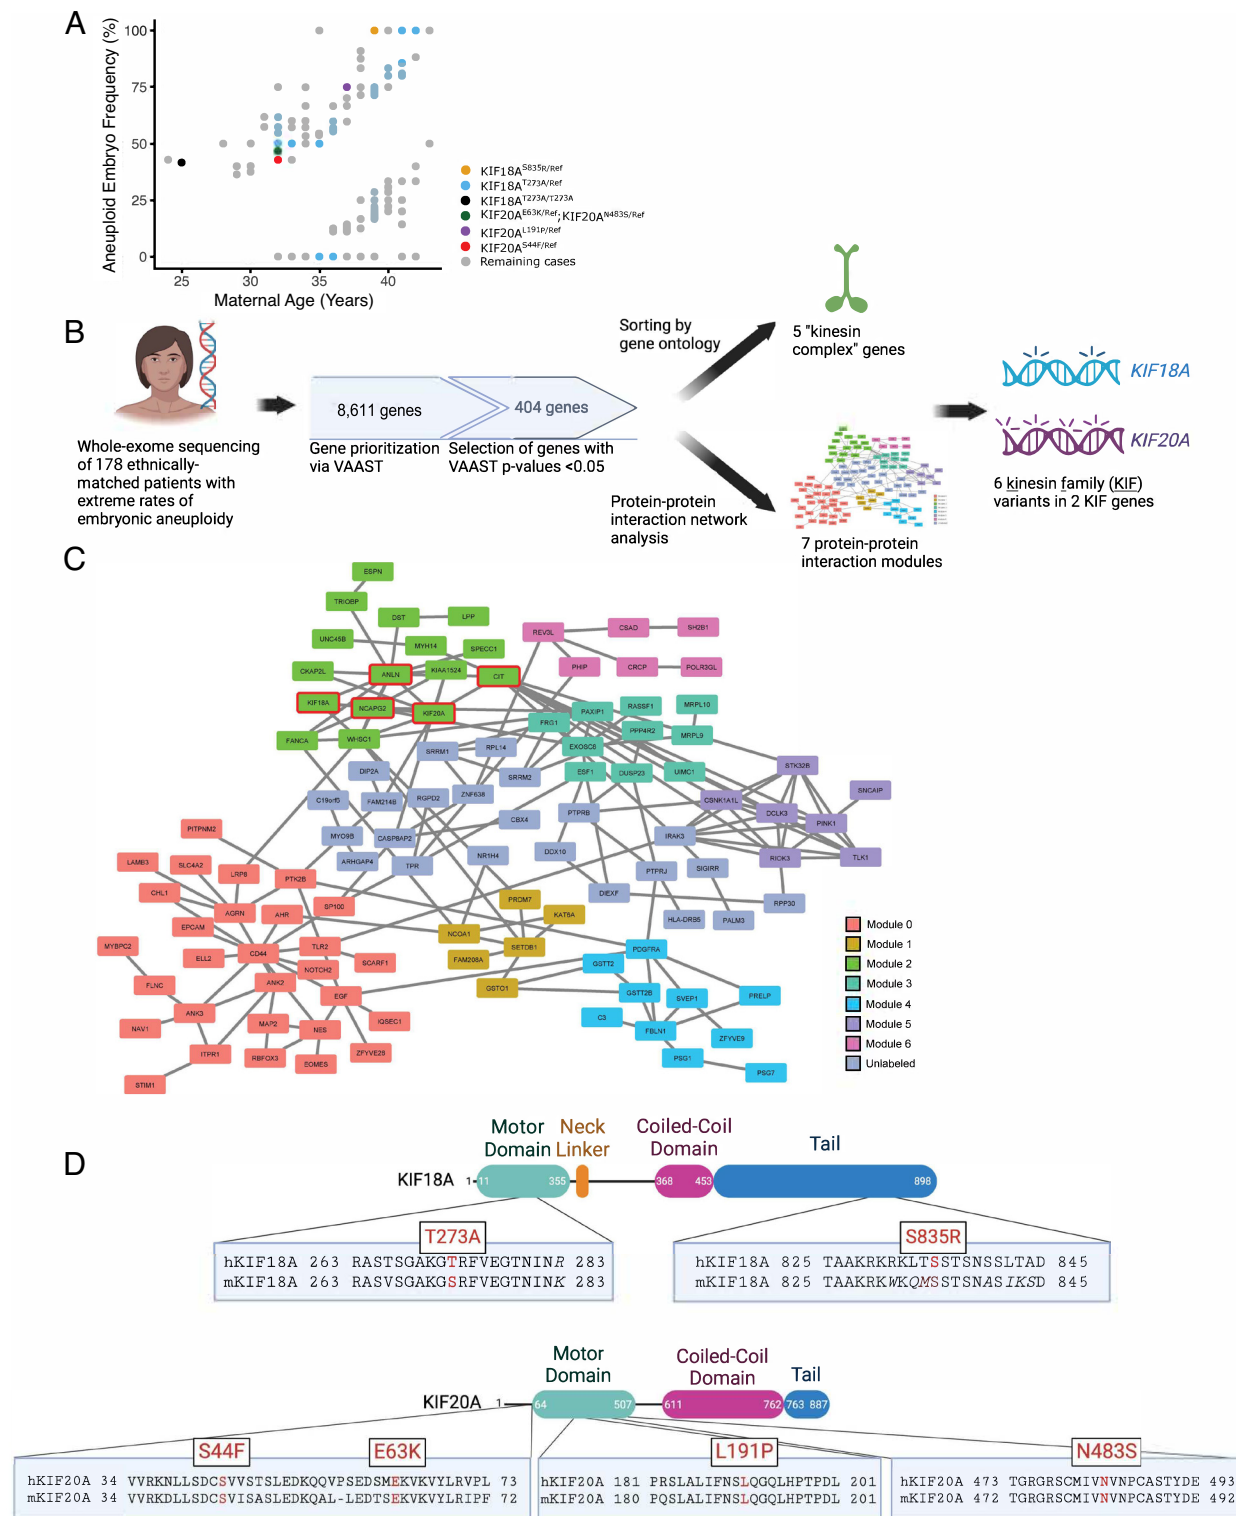 A
Aneuploid Embryo Frequency (%)
100
75
50
25
0
25
30
35
40
Maternal Age (Years)
KIF18A^S835R/Ref
KIF18A^T273A/Ref
KIF18A^T273A/T273A
KIF20A^E63K/Ref; KIF20A^N483S/Ref
KIF20A^L191P/Ref
KIF20A^S44F/Ref
Remaining cases
B
Whole-exome sequencing
of 178 ethnically-
matched patients with
extreme rates of
embryonic aneuploidy
8,611 genes
Gene prioritization
via VAAST
404 genes
Selection of genes with
VAAST p-values <0.05
Sorting by
gene ontology
Protein-protein
interaction network
analysis
5 "kinesin
complex" genes
7 protein-protein
interaction modules
KIF18A
KIF20A
6 kinesin family (KIF)
variants in 2 KIF genes
C
ESPN
TRIOBP
DST
LPP
UNC45B
MYH14
SPECC1
CKAP2L
ANLN
KIAA1524
CIT
KIF18A
NCAPG2
KIF20A
FANCA
WHSC1
REV3L
CSAD
SH2B1
PHIP
CRCP
POLR3GL
PAXIP1
RASSF1
MRPL10
FRG1
PPP4R2
MRPL9
EXOSC6
ESF1
DUSP23
UIMC1
SRRM1
RPL14
SRRM2
DIP2A
C19orf5
FAM214B
RGPD2
ZNF638
CBX4
MYO9B
CASP8AP2
ARHGAP4
TPR
NR1H4
PTPRB
DDX10
IRAK3
PTPRJ
SIGIRR
DIEXF
HLA-DRB5
PALM3
RPP30
STK32B
SNCAIP
CSNK1A1L
DCLK3
PINK1
RIOK3
TLK1
PITPNM2
LAMB3
SLC4A2
LRP8
PTK2B
CHL1
AGRN
AHR
SP100
EPCAM
MYBPC2
ELL2
CD44
TLR2
SCARF1
NOTCH2
FLNC
ANK2
EGF
ANK3
NAV1
MAP2
NES
IQSEC1
ITPR1
RBFOX3
EOMES
ZFYVE28
STIM1
PRDM7
KAT6A
NCOA1
SETDB1
FAM208A
GSTO1
PDGFRA
GSTT2
GSTT2B
SVEP1
PRELP
C3
FBLN1
ZFYVE9
PSG1
PSG7
Module 0
Module 1
Module 2
Module 3
Module 4
Module 5
Module 6
Unlabeled
D
Motor
Domain
Neck
Linker
Coiled-Coil
Domain
Tail
KIF18A 1 11 355 368 453 898
T273A
hKIF18A 263 RASTSGAKGTRFVEGTNINR 283
mKIF18A 263 RASVSGAKGSRFVEGTNINK 283
S835R
hKIF18A 825 TAAKRKRKLTSSTSNSSLTAD 845
mKIF18A 825 TAAKRKWKQMSSTSNASIKSD 845
Motor
Domain
Coiled-Coil
Domain
Tail
KIF20A 1 64 507 611 762 763 887
S44F
E63K
hKIF20A 34 VVRKNLLSDCSVVSTSLEDKQQVPSEDSMEKVKVYLRVPL 73
mKIF20A 34 VVRKDLLSDCSVISASLEDKQAL-LEDTSEKVKVYLRIPF 72
L191P
hKIF20A 181 PRSLALIFNSLQGQLHPTPDL 201
mKIF20A 180 PQSLALIFNSLQGQLHPTPDL 201
N483S
hKIF20A 473 TGRGRSCMIVNVNPCASTYDE 493
mKIF20A 472 TGRGRSCMIVNVNPCASTYDE 492